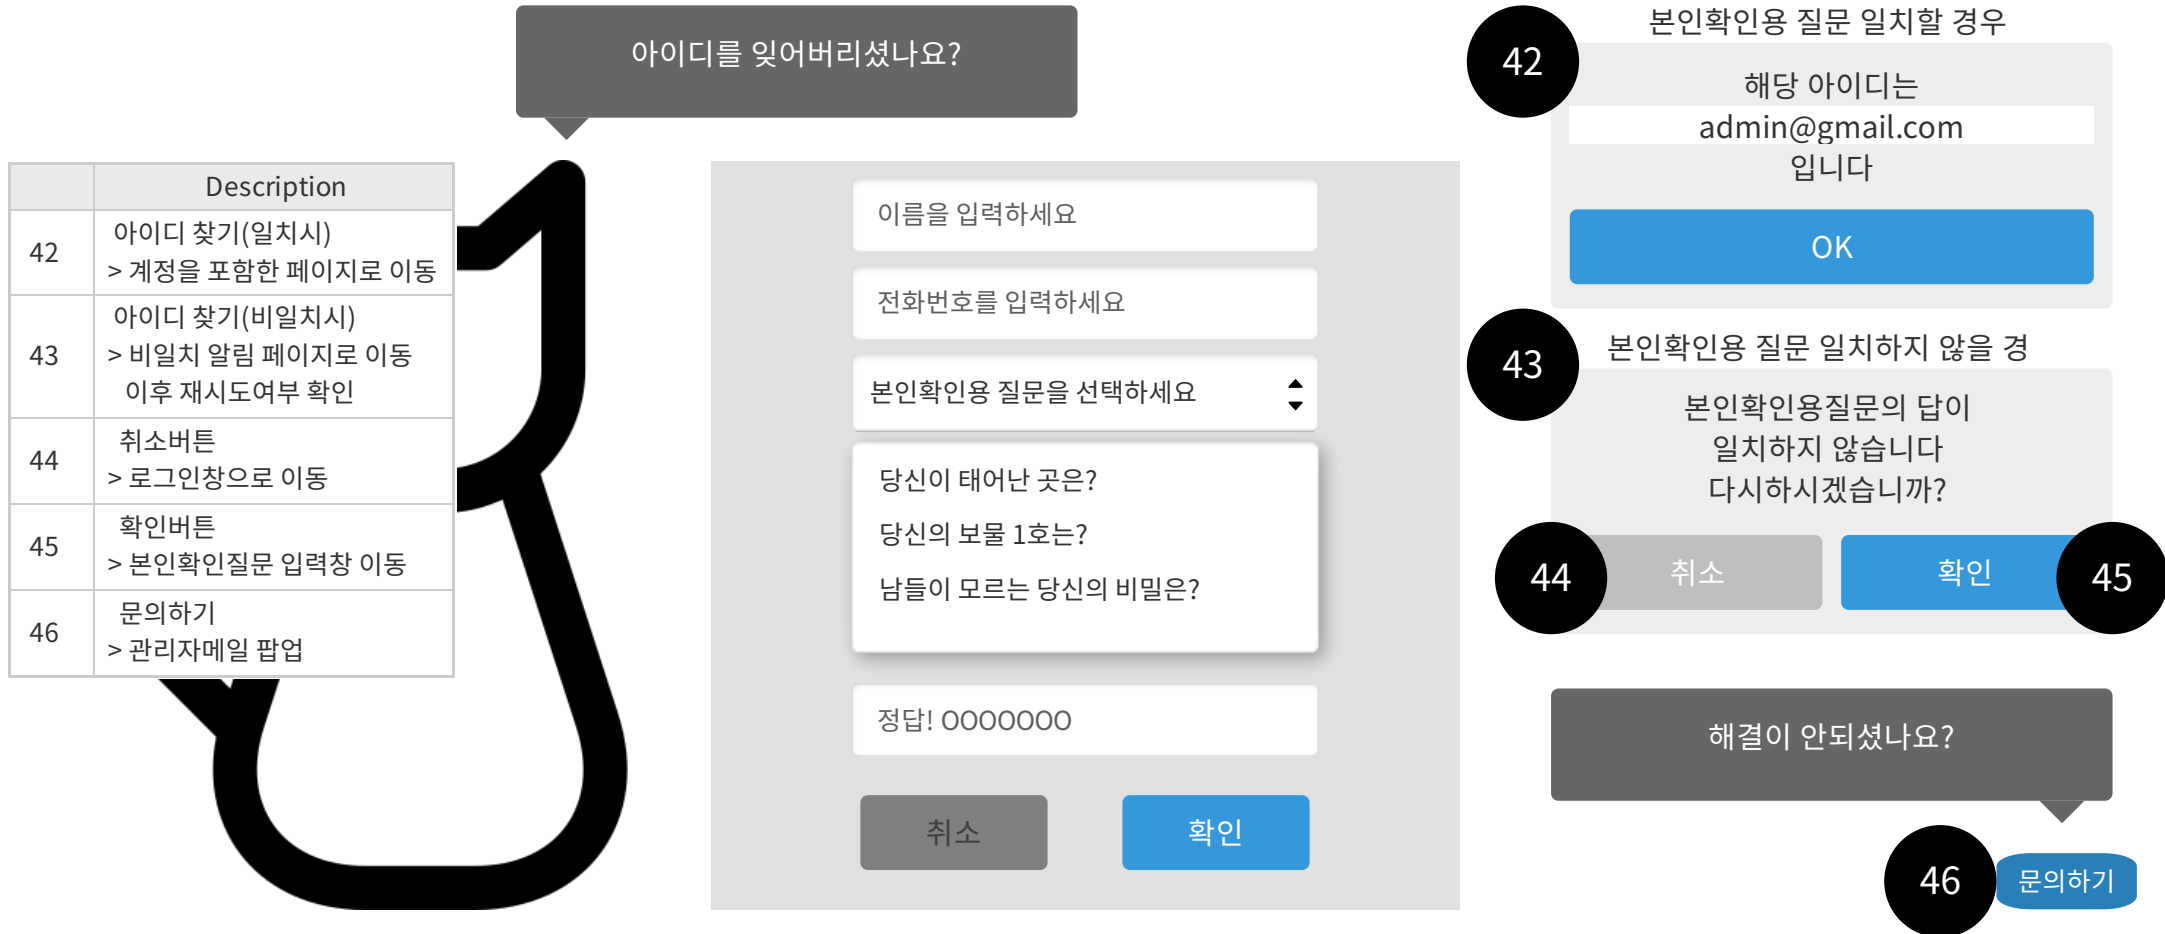 아이디를 잊어버리셨나요?
Description
42
아이디 찾기(일치시)
> 계정을 포함한 페이지로 이동
43
아이디 찾기(비일치시)
> 비일치 알림 페이지로 이동
이후 재시도여부 확인
44
취소버튼
> 로그인창으로 이동
45
확인버튼
> 본인확인질문 입력창 이동
46
문의하기
> 관리자메일 팝업
이름을 입력하세요
전화번호를 입력하세요
본인확인용 질문을 선택하세요
당신이 태어난 곳은?
당신의 보물 1호는?
남들이 모르는 당신의 비밀은?
정답! OOOOOOO
취소
확인
본인확인용 질문 일치할 경우
42
해당 아이디는
admin@gmail.com
입니다
OK
본인확인용 질문 일치하지 않을 경
43
본인확인용질문의 답이
일치하지 않습니다
다시하시겠습니까?
44
취소
확인
45
해결이 안되셨나요?
46
문의하기